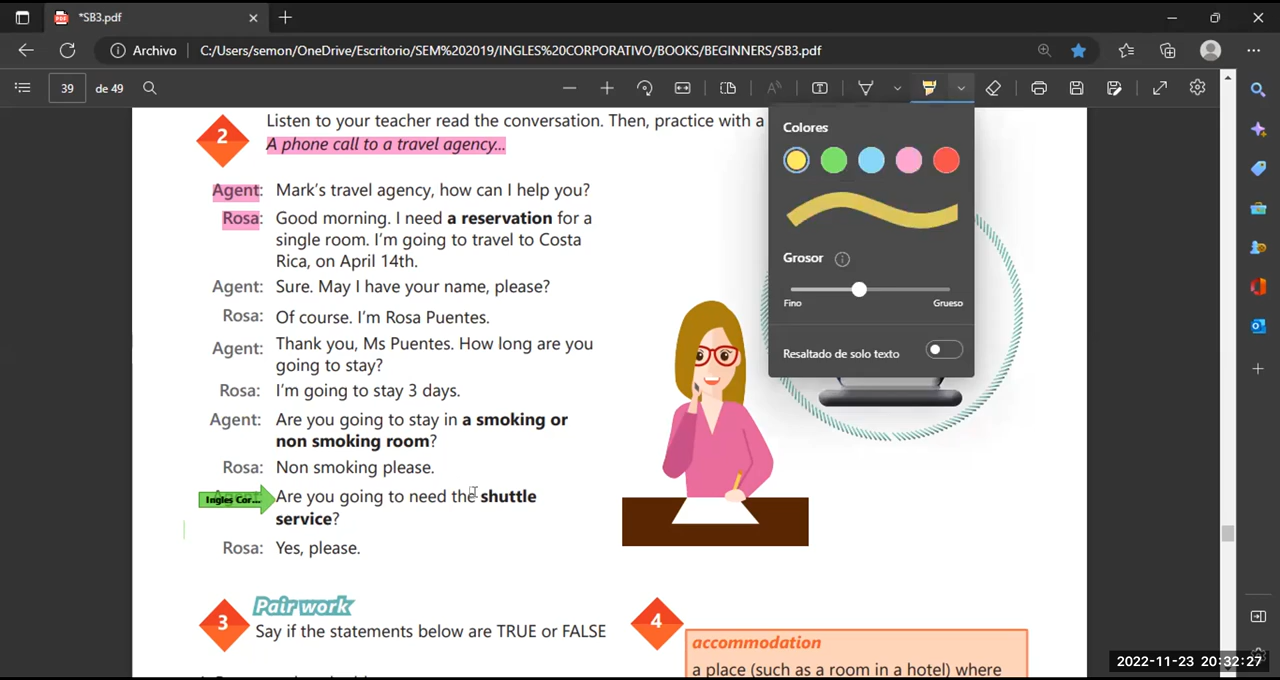 *SB3.pdf
Archivo
C:/Users/semon/OneDrive/Escritorio/SEM%202019/INGLES%20CORPORATIVO/BOOKS/BEGINNERS/SB3.pdf
39 de 49
2
Listen to your teacher read the conversation. Then, practice with a
A phone call to a travel agency...
Agent: Mark's travel agency, how can I help you?
Rosa: Good morning. I need a reservation for a
single room. I'm going to travel to Costa
Rica, on April 14th.
Agent: Sure. May I have your name, please?
Rosa: Of course. I'm Rosa Puentes.
Agent: Thank you, Ms Puentes. How long are you
going to stay?
Rosa: I'm going to stay 3 days.
Agent: Are you going to stay in a smoking or
non smoking room?
Rosa: Non smoking please.
Ingles Cor... Are you going to need the shuttle
service?
Rosa: Yes, please.
Colores
Grosor
Fino Grueso
Resaltado de solo texto
3
Pair work
Say if the statements below are TRUE or FALSE
4
accommodation
a place (such as a room in a hotel) where
2022-11-23 20:32:27